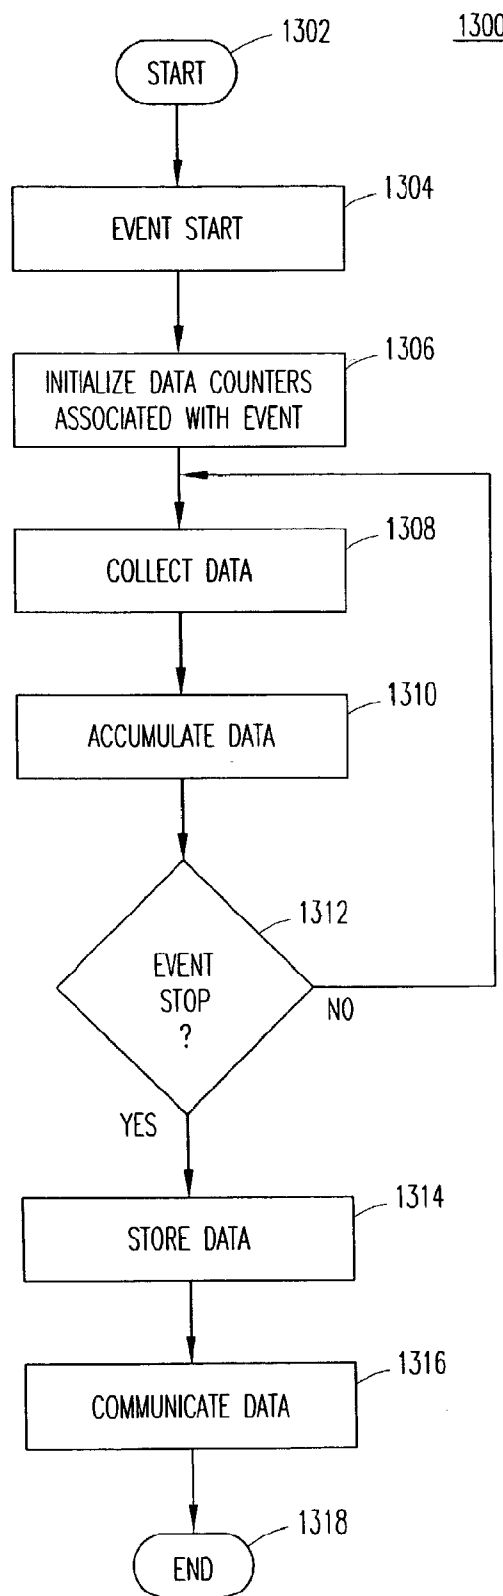 1300
1302
START
1304
EVENT START
1306
INITIALIZE DATA COUNTERS
ASSOCIATED WITH EVENT
1308
COLLECT DATA
1310
ACCUMULATE DATA
1312
EVENT
STOP
?
NO
YES
1314
STORE DATA
1316
COMMUNICATE DATA
1318
END